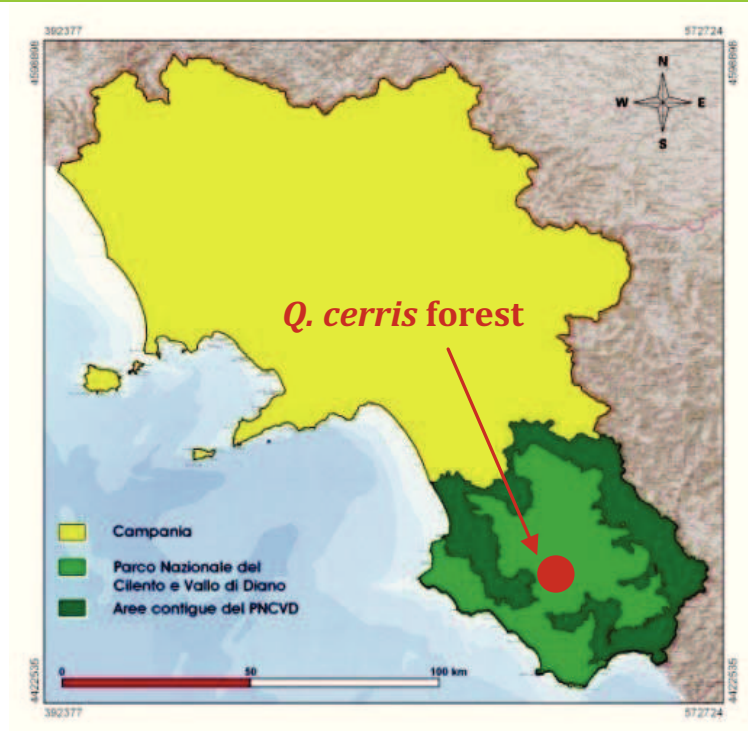 392377
572724
4598898
4598898
N
W
E
S
Q. cerris forest
Campania
Parco Nazionale del
Cilento e Vallo di Diano
Aree contigue del PNCVD
0
50
100 km
4422535
4422535
392377
572724